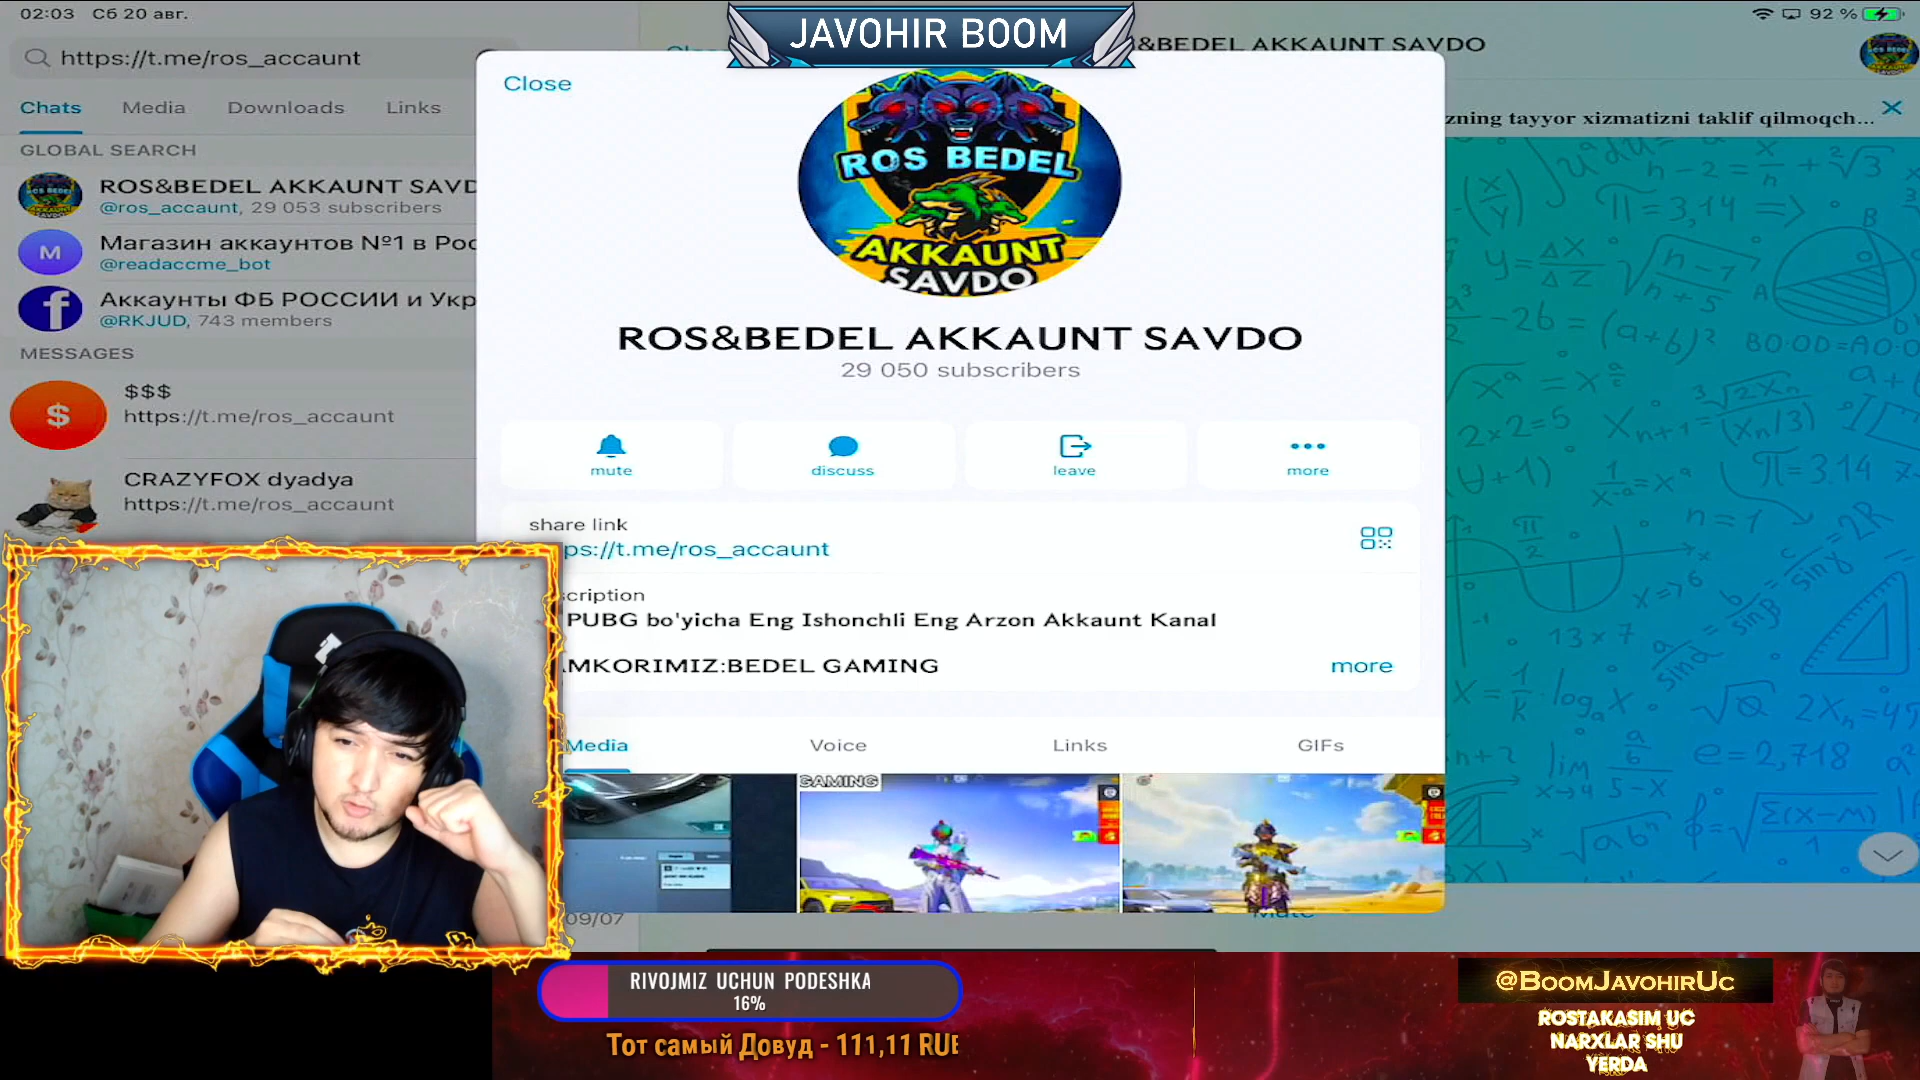 02:03 Сб 20 авг.
92 %
JAVOHIR BOOM
https://t.me/ros_accaunt
&BEDEL AKKAUNT SAVDO
Chats Media Downloads Links
zning tayyor xizmatizni taklif qilmoqch...
GLOBAL SEARCH
ROS&BEDEL AKKAUNT SAVD
@ros_accaunt, 29 053 subscribers
M
Магазин аккаунтов №1 в Рос
@readaccme_bot
Аккаунты ФБ РОССИИ и Укр
@RKJUD, 743 members
MESSAGES
$$$
https://t.me/ros_accaunt
CRAZYFOX dyadya
https://t.me/ros_accaunt
Close
ROS BEDEL
AKKAUNT
SAVDO
ROS&BEDEL AKKAUNT SAVDO
29 050 subscribers
mute discuss leave more
share link
ps://t.me/ros_accaunt
cription
PUBG bo'yicha Eng Ishonchli Eng Arzon Akkaunt Kanal
AMKORIMIZ:BEDEL GAMING
more
Media Voice Links GIFs
GAMING
09/07
Mute
RIVOJMIZ UCHUN PODESHKA
16%
Тот самый Довуд - 111,11 RUB
@BoomJavohirUc
ROSTAKASIM UC
NARXLAR SHU
YERDA